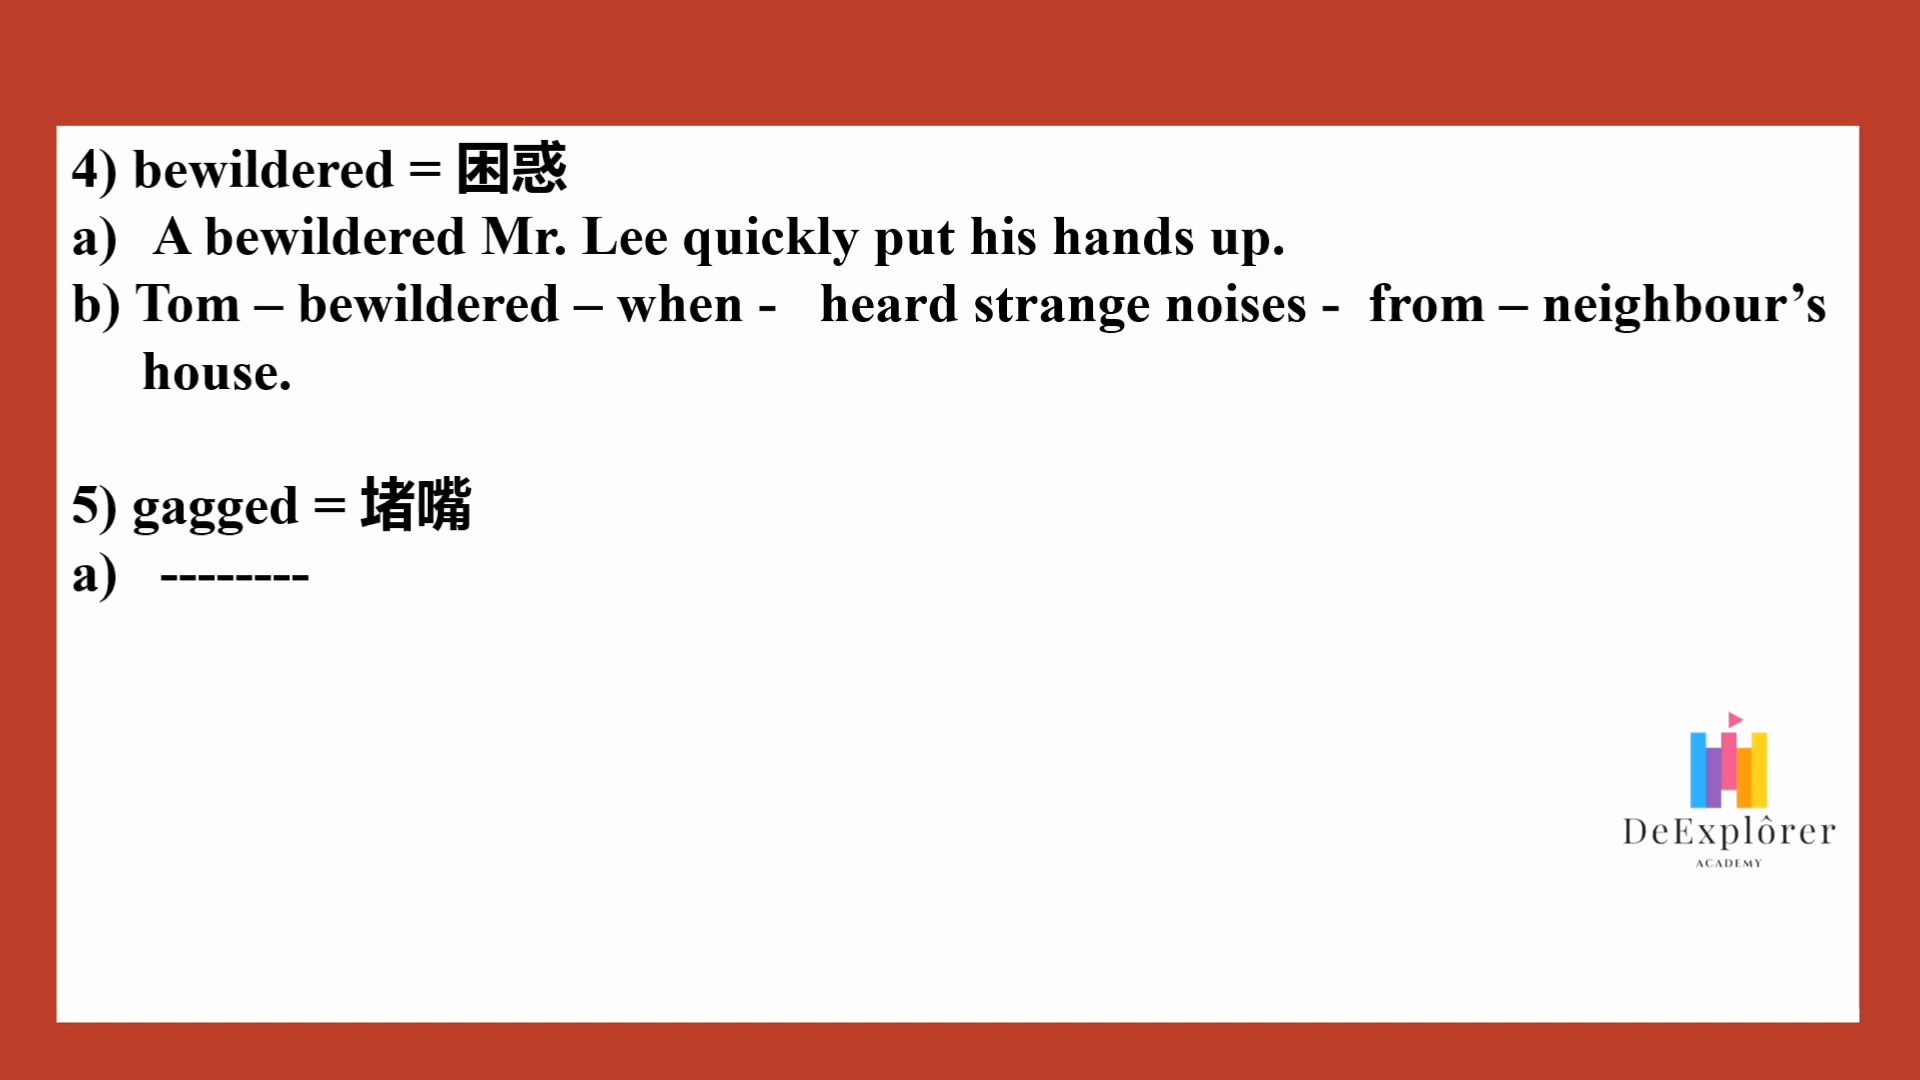 4) bewildered = 困惑
a) A bewildered Mr. Lee quickly put his hands up.
b) Tom – bewildered – when - heard strange noises - from – neighbour’s
house.
5) gagged = 堵嘴
a) --------
DeExplôrer
ACADEMY